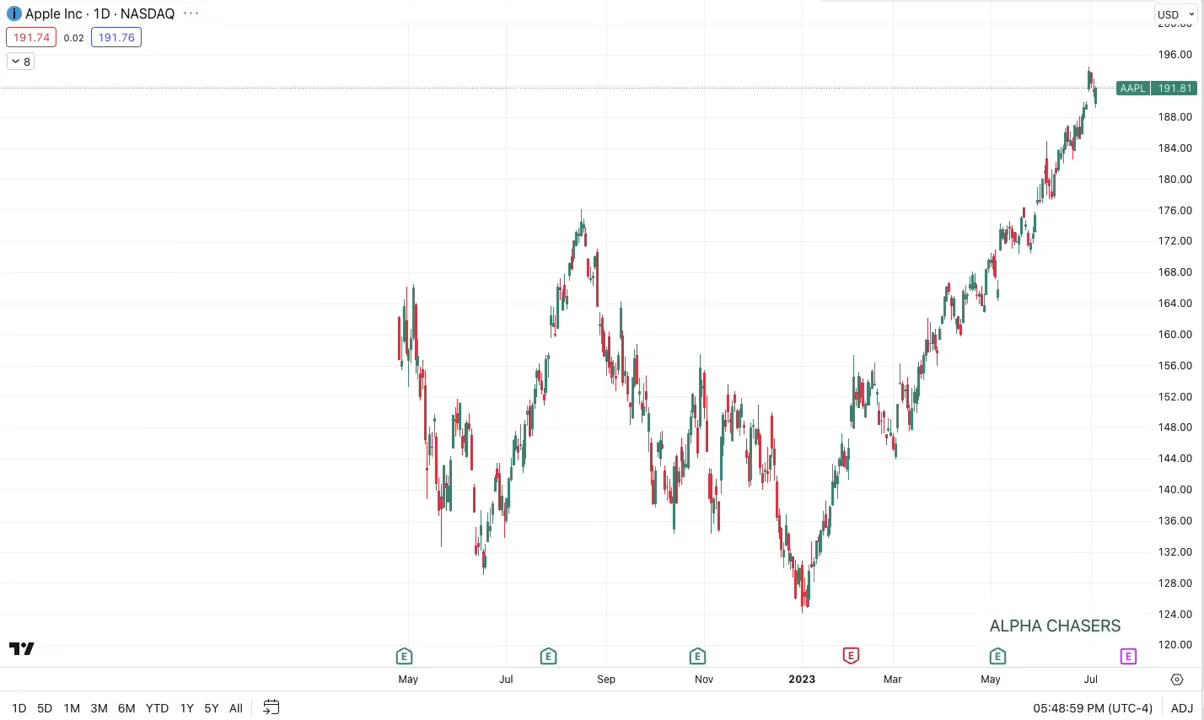 Apple Inc · 1D · NASDAQ ···
USD
191.74 0.02 191.76
8
196.00
AAPL 191.81
188.00
184.00
180.00
176.00
172.00
168.00
164.00
160.00
156.00
152.00
148.00
144.00
140.00
136.00
132.00
128.00
124.00
ALPHA CHASERS
120.00
E E E E E E
May Jul Sep Nov 2023 Mar May Jul
1D 5D 1M 3M 6M YTD 1Y 5Y All 05:48:59 PM (UTC-4) ADJ